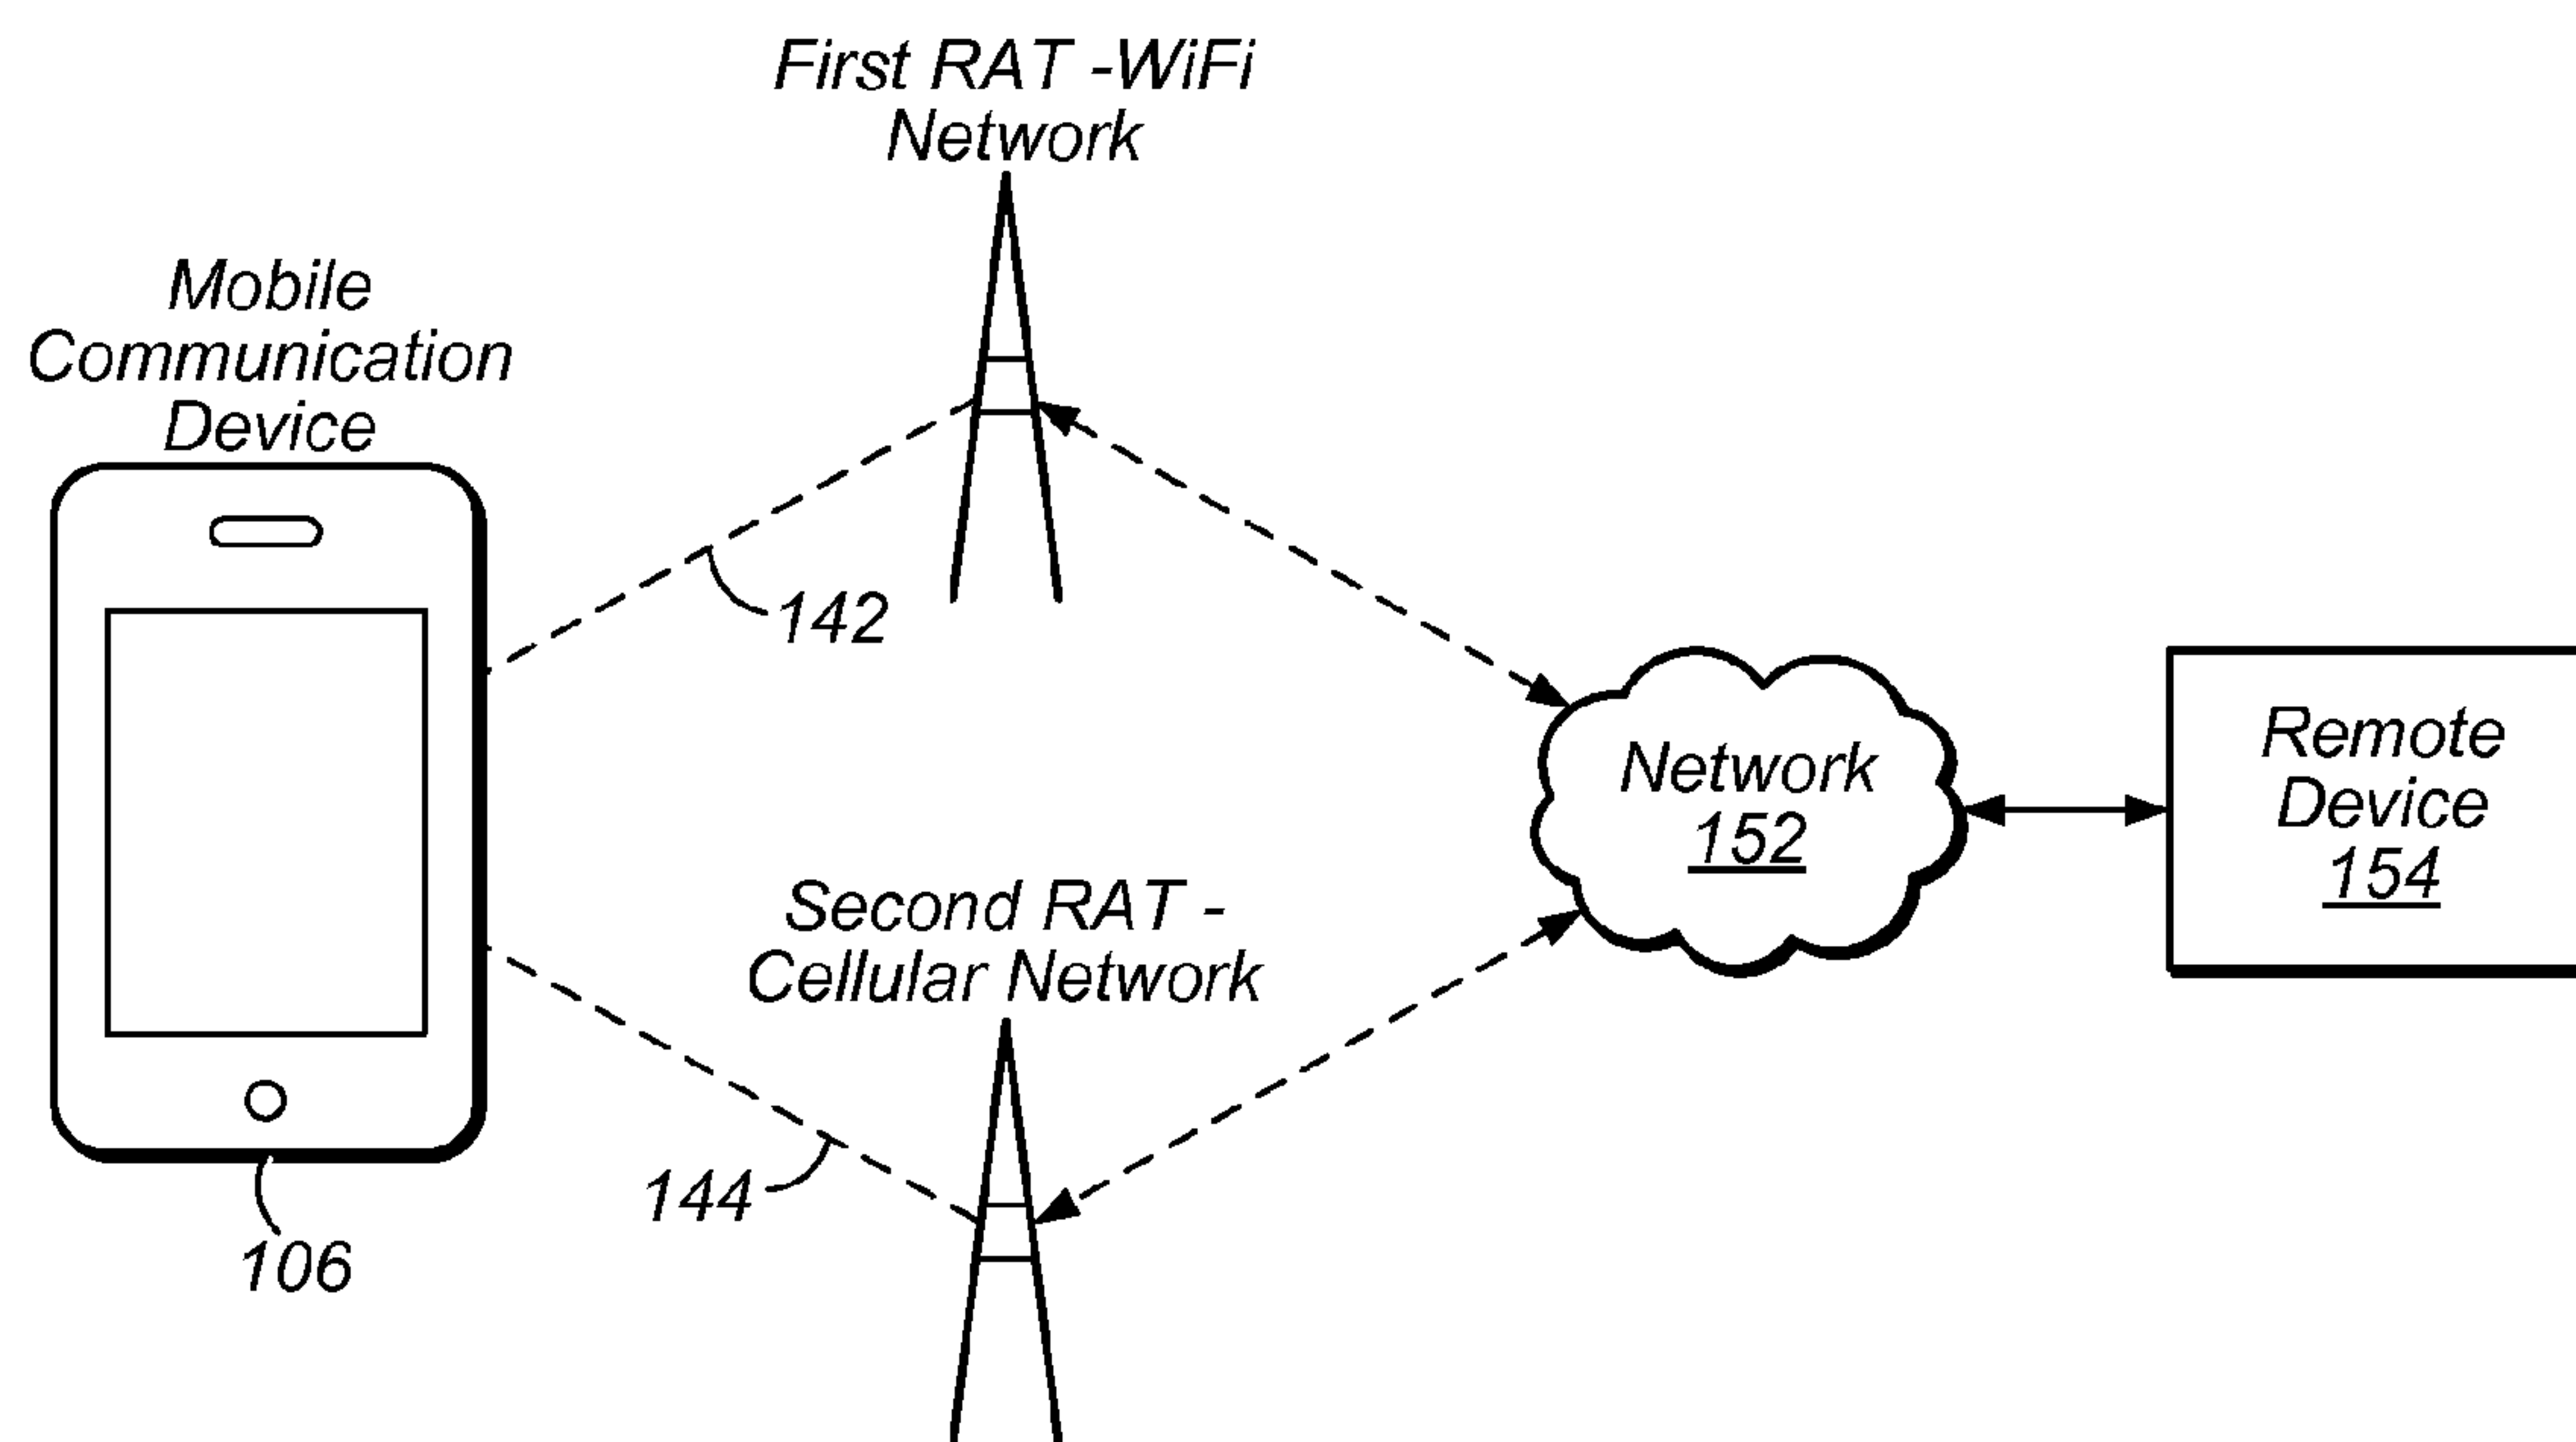 First RAT -WiFi
Network
Mobile
Communication
Device
142
Network
152
Remote
Device
154
Second RAT -
Cellular Network
144
106